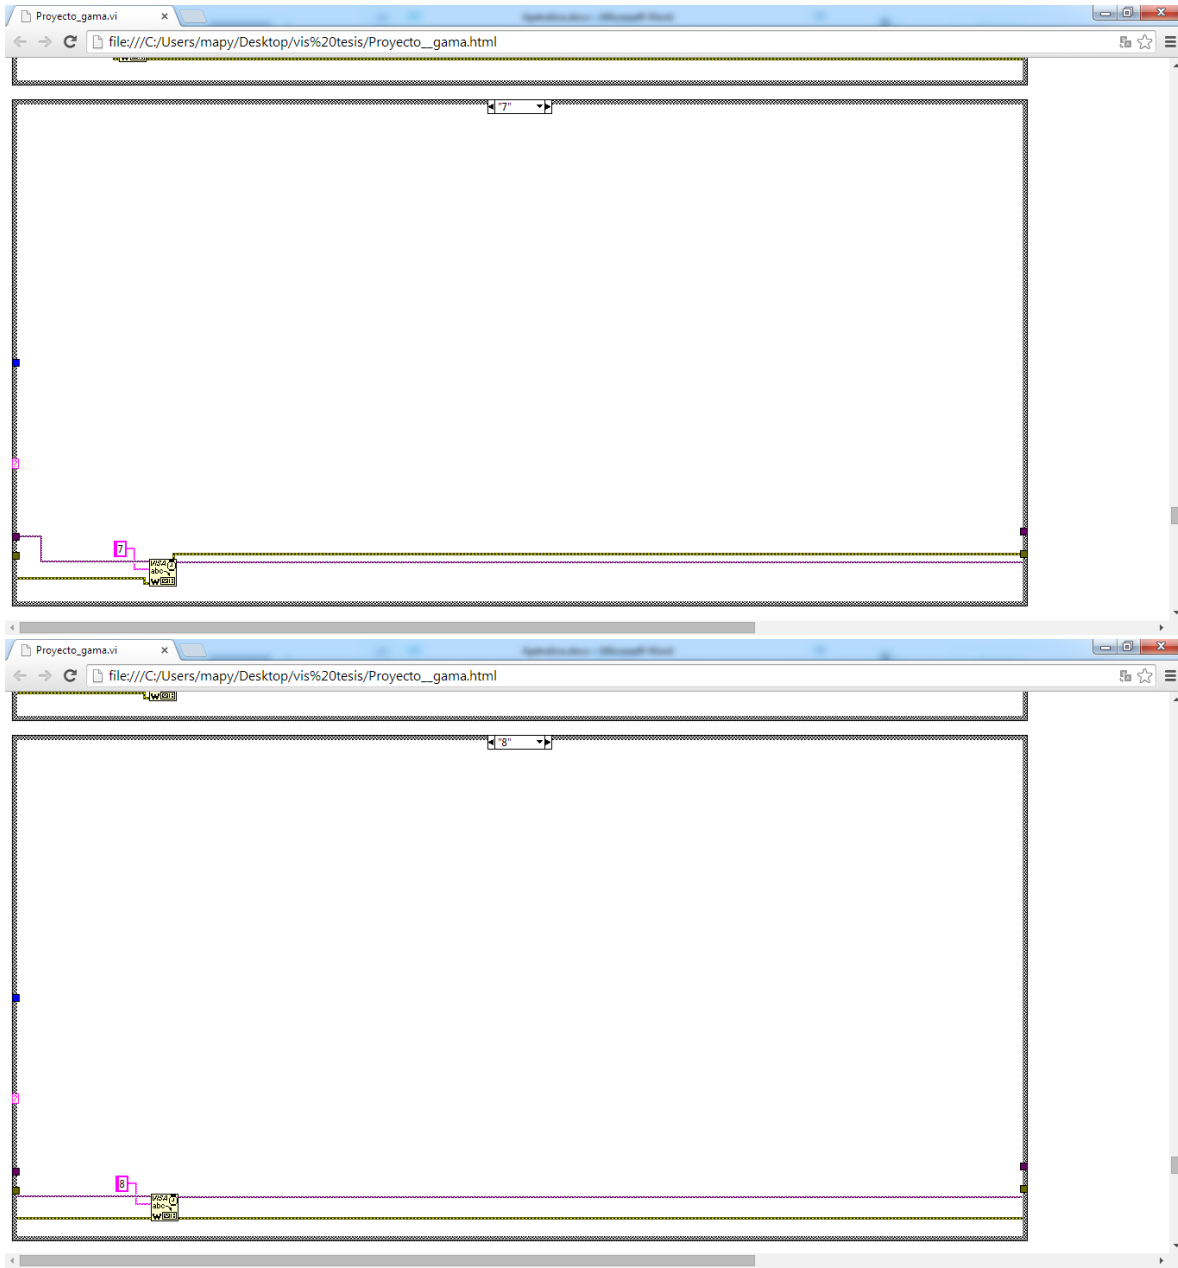 Proyecto_gama.vi
file:///C:/Users/mapy/Desktop/vis%20tesis/Proyecto__gama.html
"7"
?
7
VISA
abc
W
Proyecto_gama.vi
file:///C:/Users/mapy/Desktop/vis%20tesis/Proyecto__gama.html
W
"8"
?
8
VISA
abc
W